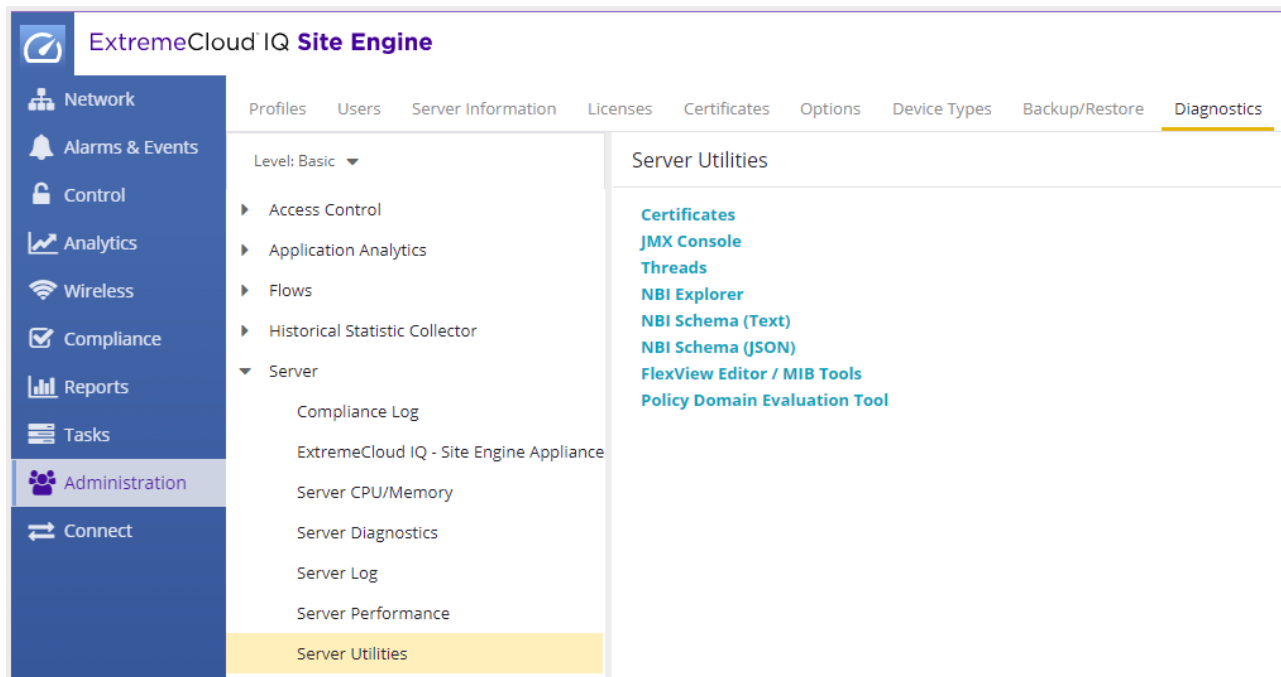 ExtremeCloud IQ Site Engine
Network
Alarms & Events
Control
Analytics
Wireless
Compliance
Reports
Tasks
Administration
Connect
Profiles Users Server Information Licenses Certificates Options Device Types Backup/Restore Diagnostics
Level: Basic
Access Control
Application Analytics
Flows
Historical Statistic Collector
Server
Compliance Log
ExtremeCloud IQ - Site Engine Appliance
Server CPU/Memory
Server Diagnostics
Server Log
Server Performance
Server Utilities
Server Utilities
Certificates
JMX Console
Threads
NBI Explorer
NBI Schema (Text)
NBI Schema (JSON)
FlexView Editor / MIB Tools
Policy Domain Evaluation Tool